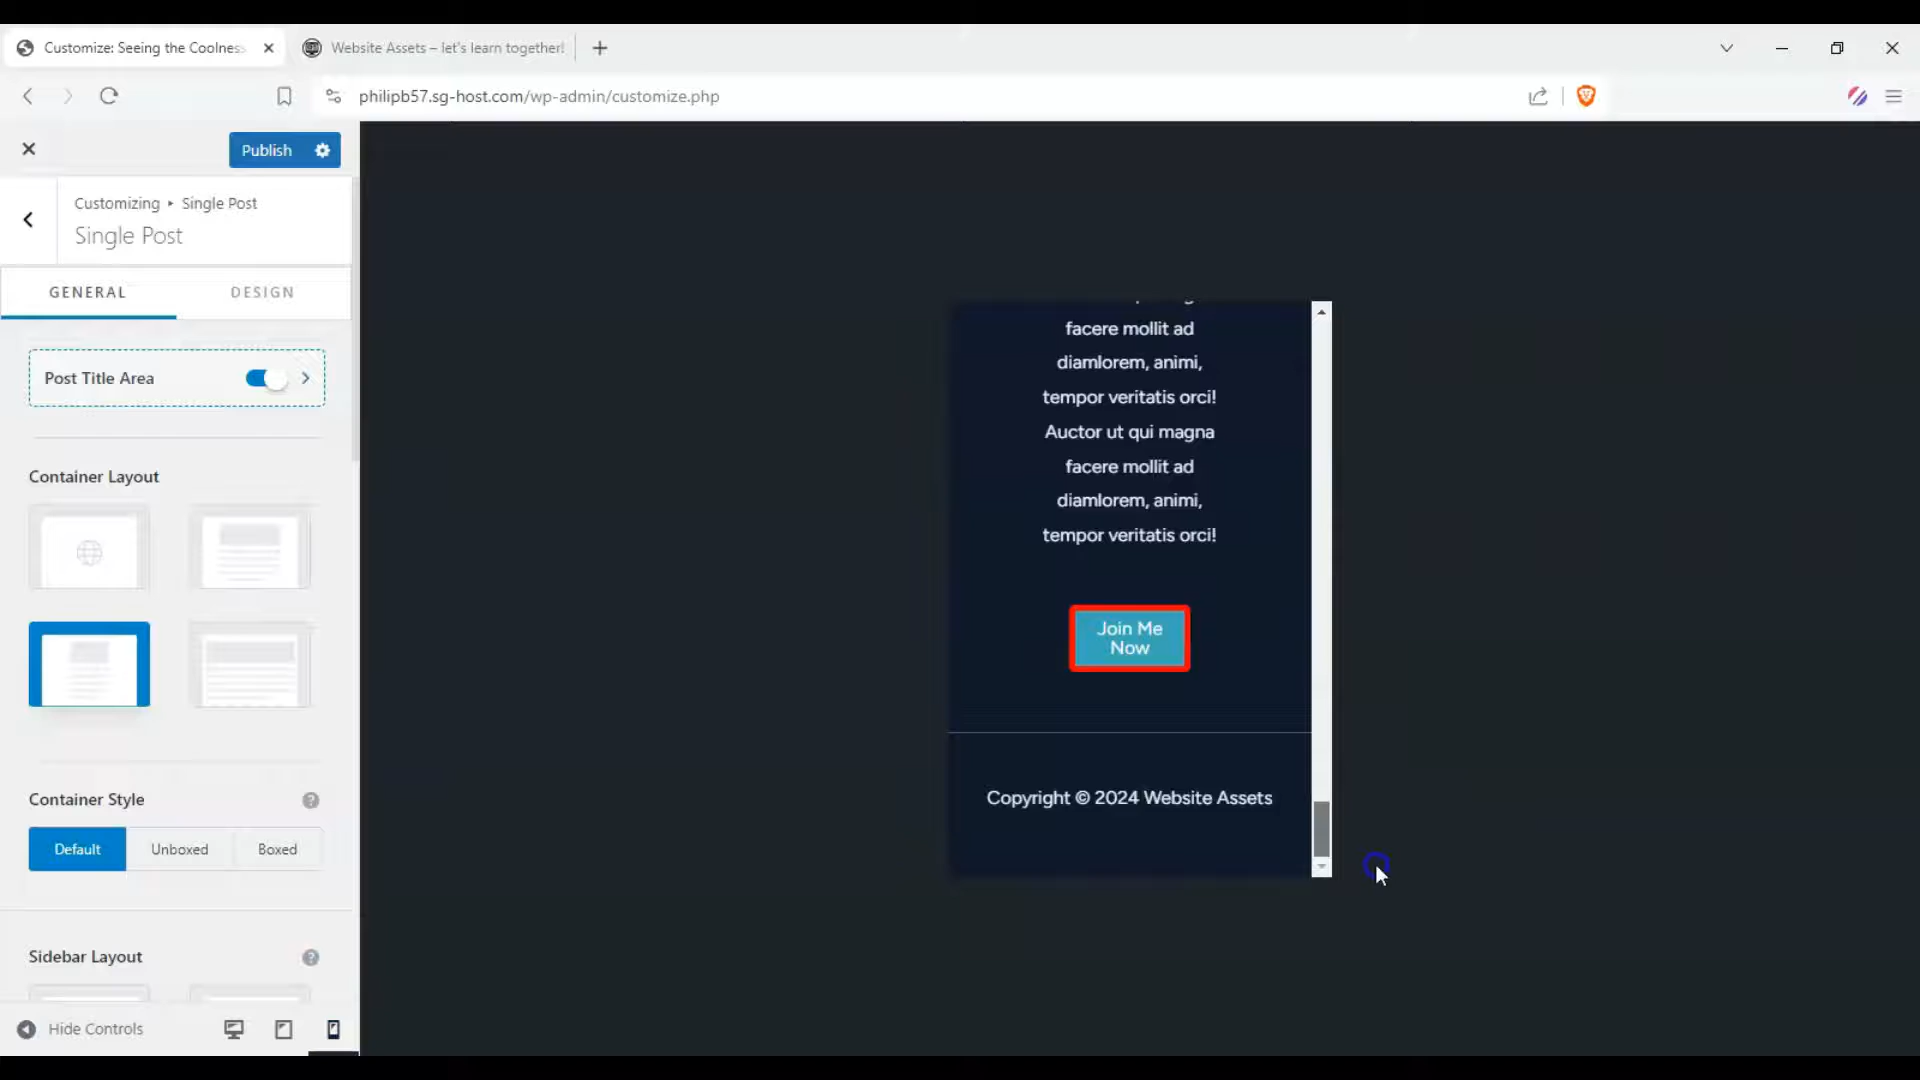 Customize: Seeing the Coolness
Website Assets – let's learn together!
philipb57.sg-host.com/wp-admin/customize.php
Publish
Customizing ▸ Single Post
Single Post
GENERAL
DESIGN
Post Title Area
Container Layout
Container Style
Default
Unboxed
Boxed
Sidebar Layout
Hide Controls
facere mollit ad
diamlorem, animi,
tempor veritatis orci!
Auctor ut qui magna
facere mollit ad
diamlorem, animi,
tempor veritatis orci!
Join Me
Now
Copyright © 2024 Website Assets